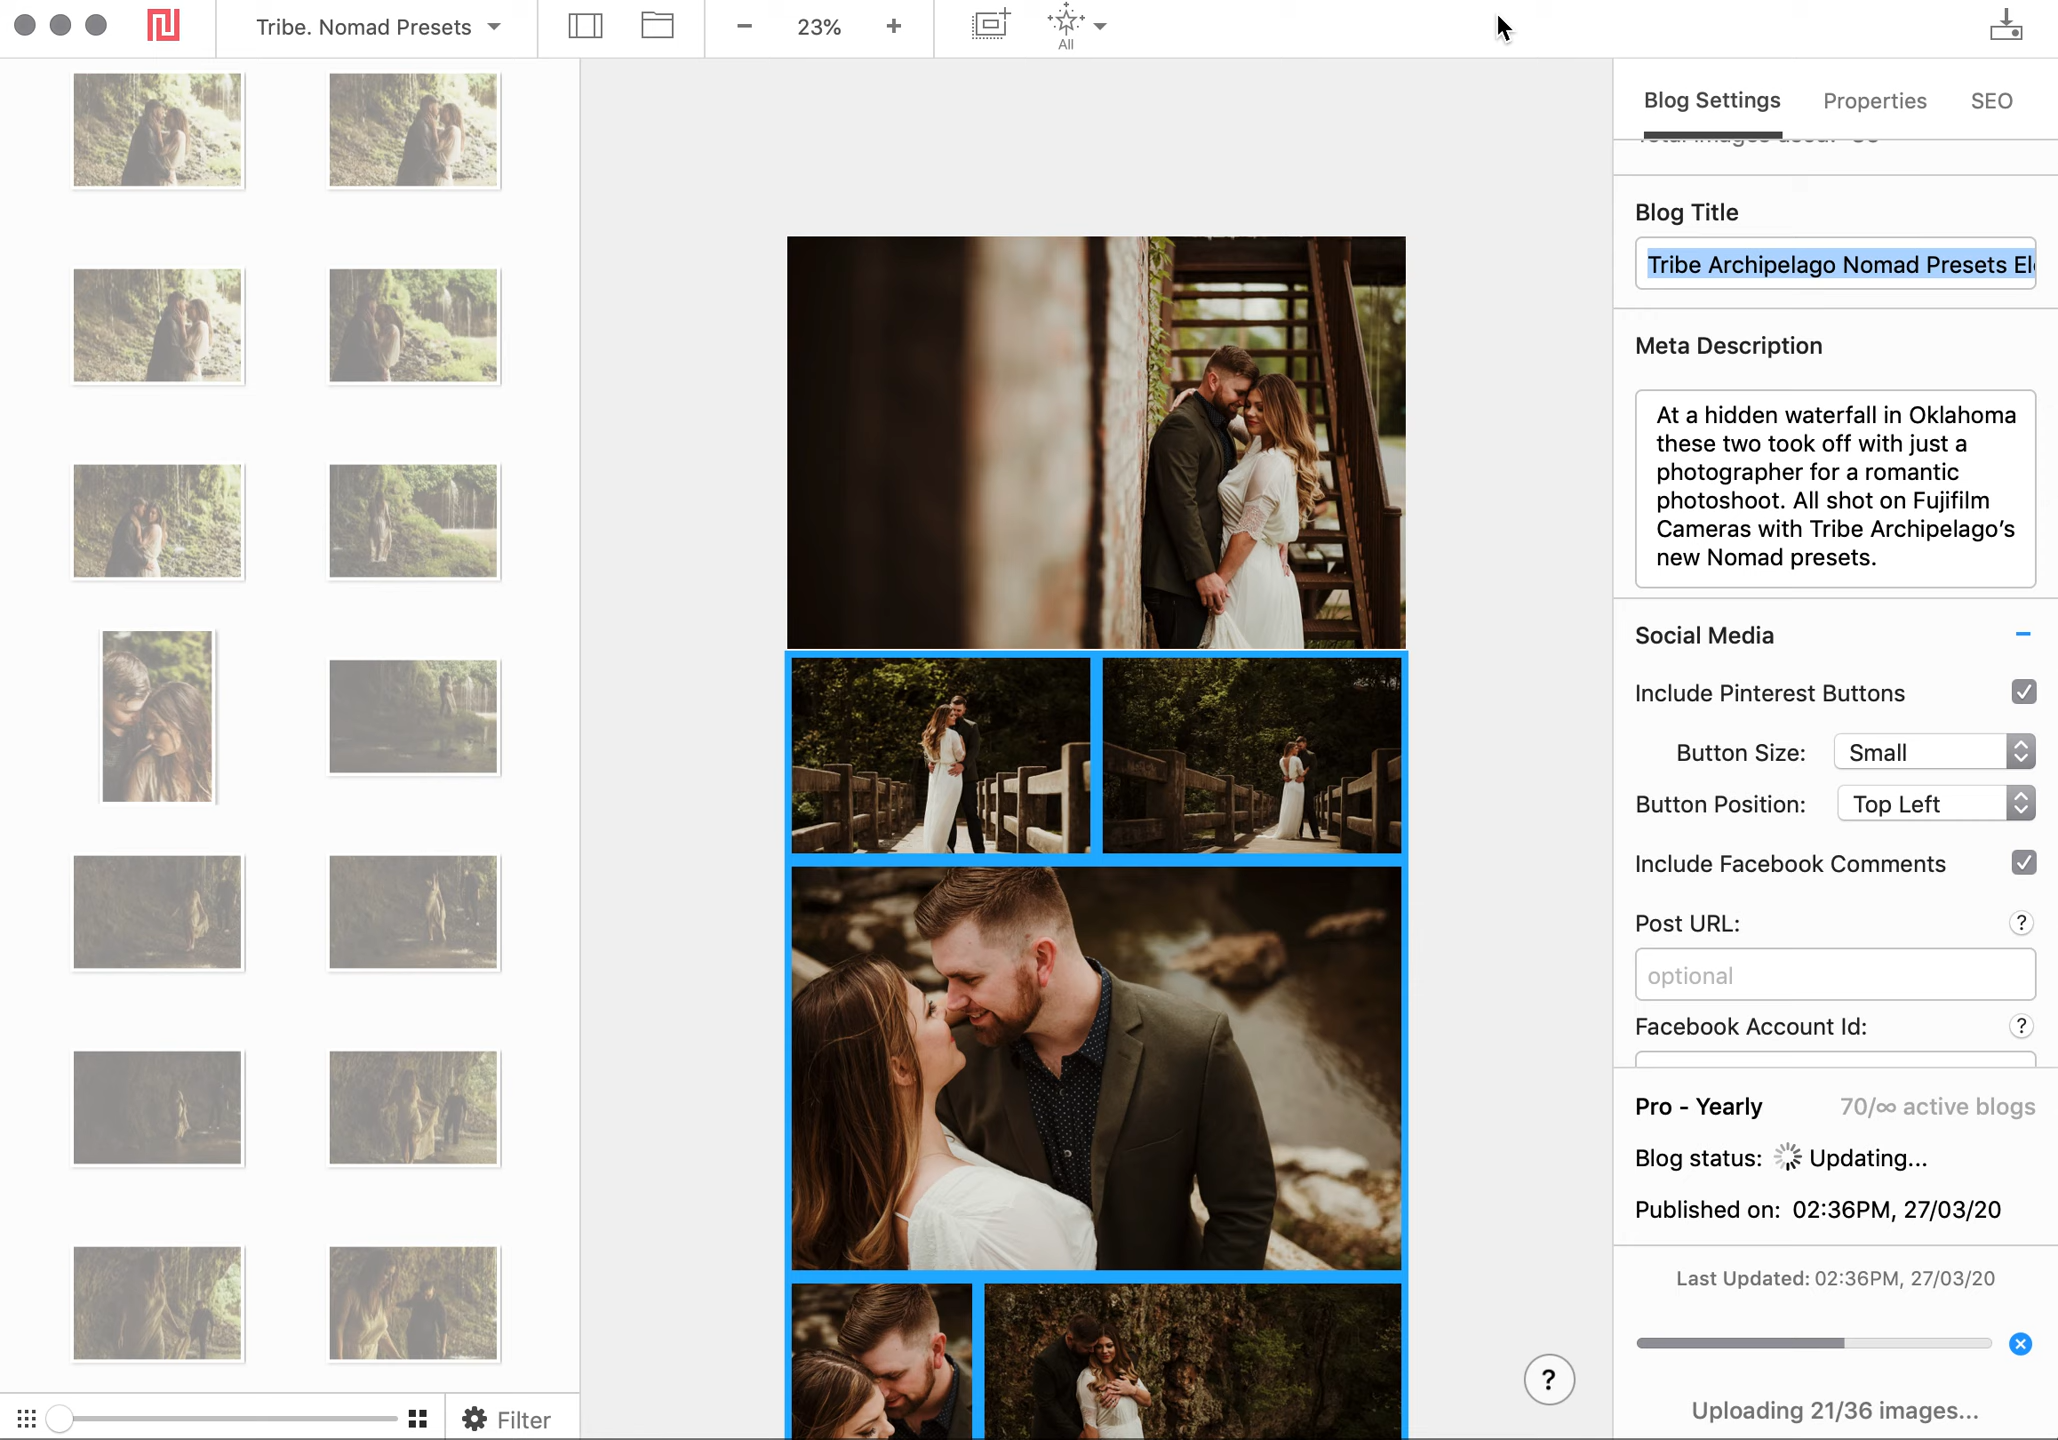 Tribe. Nomad Presets
23%
All
Blog Settings
Properties
SEO
Blog Title
Tribe Archipelago Nomad Presets El
Meta Description
At a hidden waterfall in Oklahoma
these two took off with just a
photographer for a romantic
photoshoot. All shot on Fujifilm
Cameras with Tribe Archipelago's
new Nomad presets.
Social Media
Include Pinterest Buttons
Button Size: Small
Button Position: Top Left
Include Facebook Comments
Post URL: ?
optional
Facebook Account Id: ?
Pro - Yearly 70/∞ active blogs
Blog status: Updating...
Published on: 02:36PM, 27/03/20
Last Updated: 02:36PM, 27/03/20
Uploading 21/36 images...
?
Filter